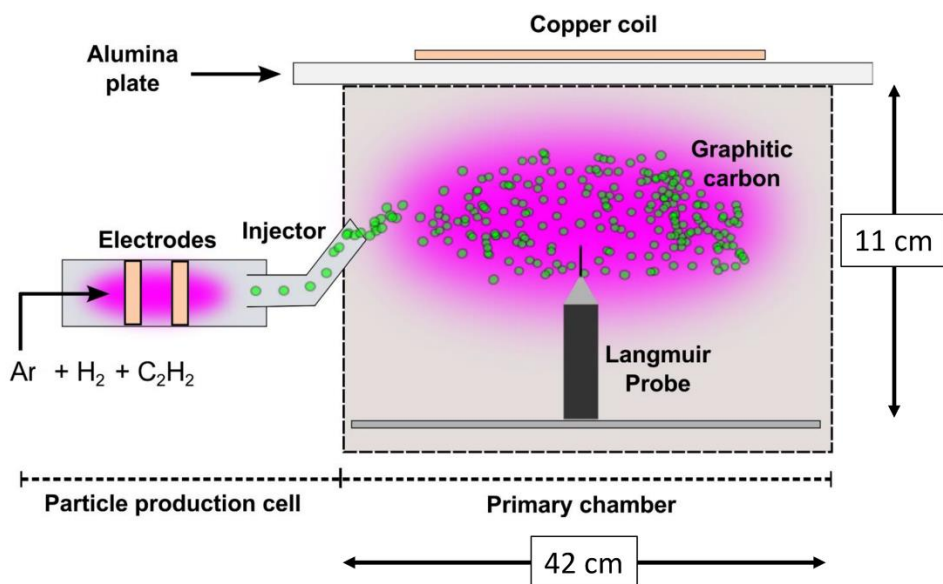 Copper coil
Alumina
plate
Graphitic
carbon
Electrodes
Injector
11 cm
Langmuir
Probe
Ar + H₂ + C₂H₂
Particle production cell
Primary chamber
42 cm